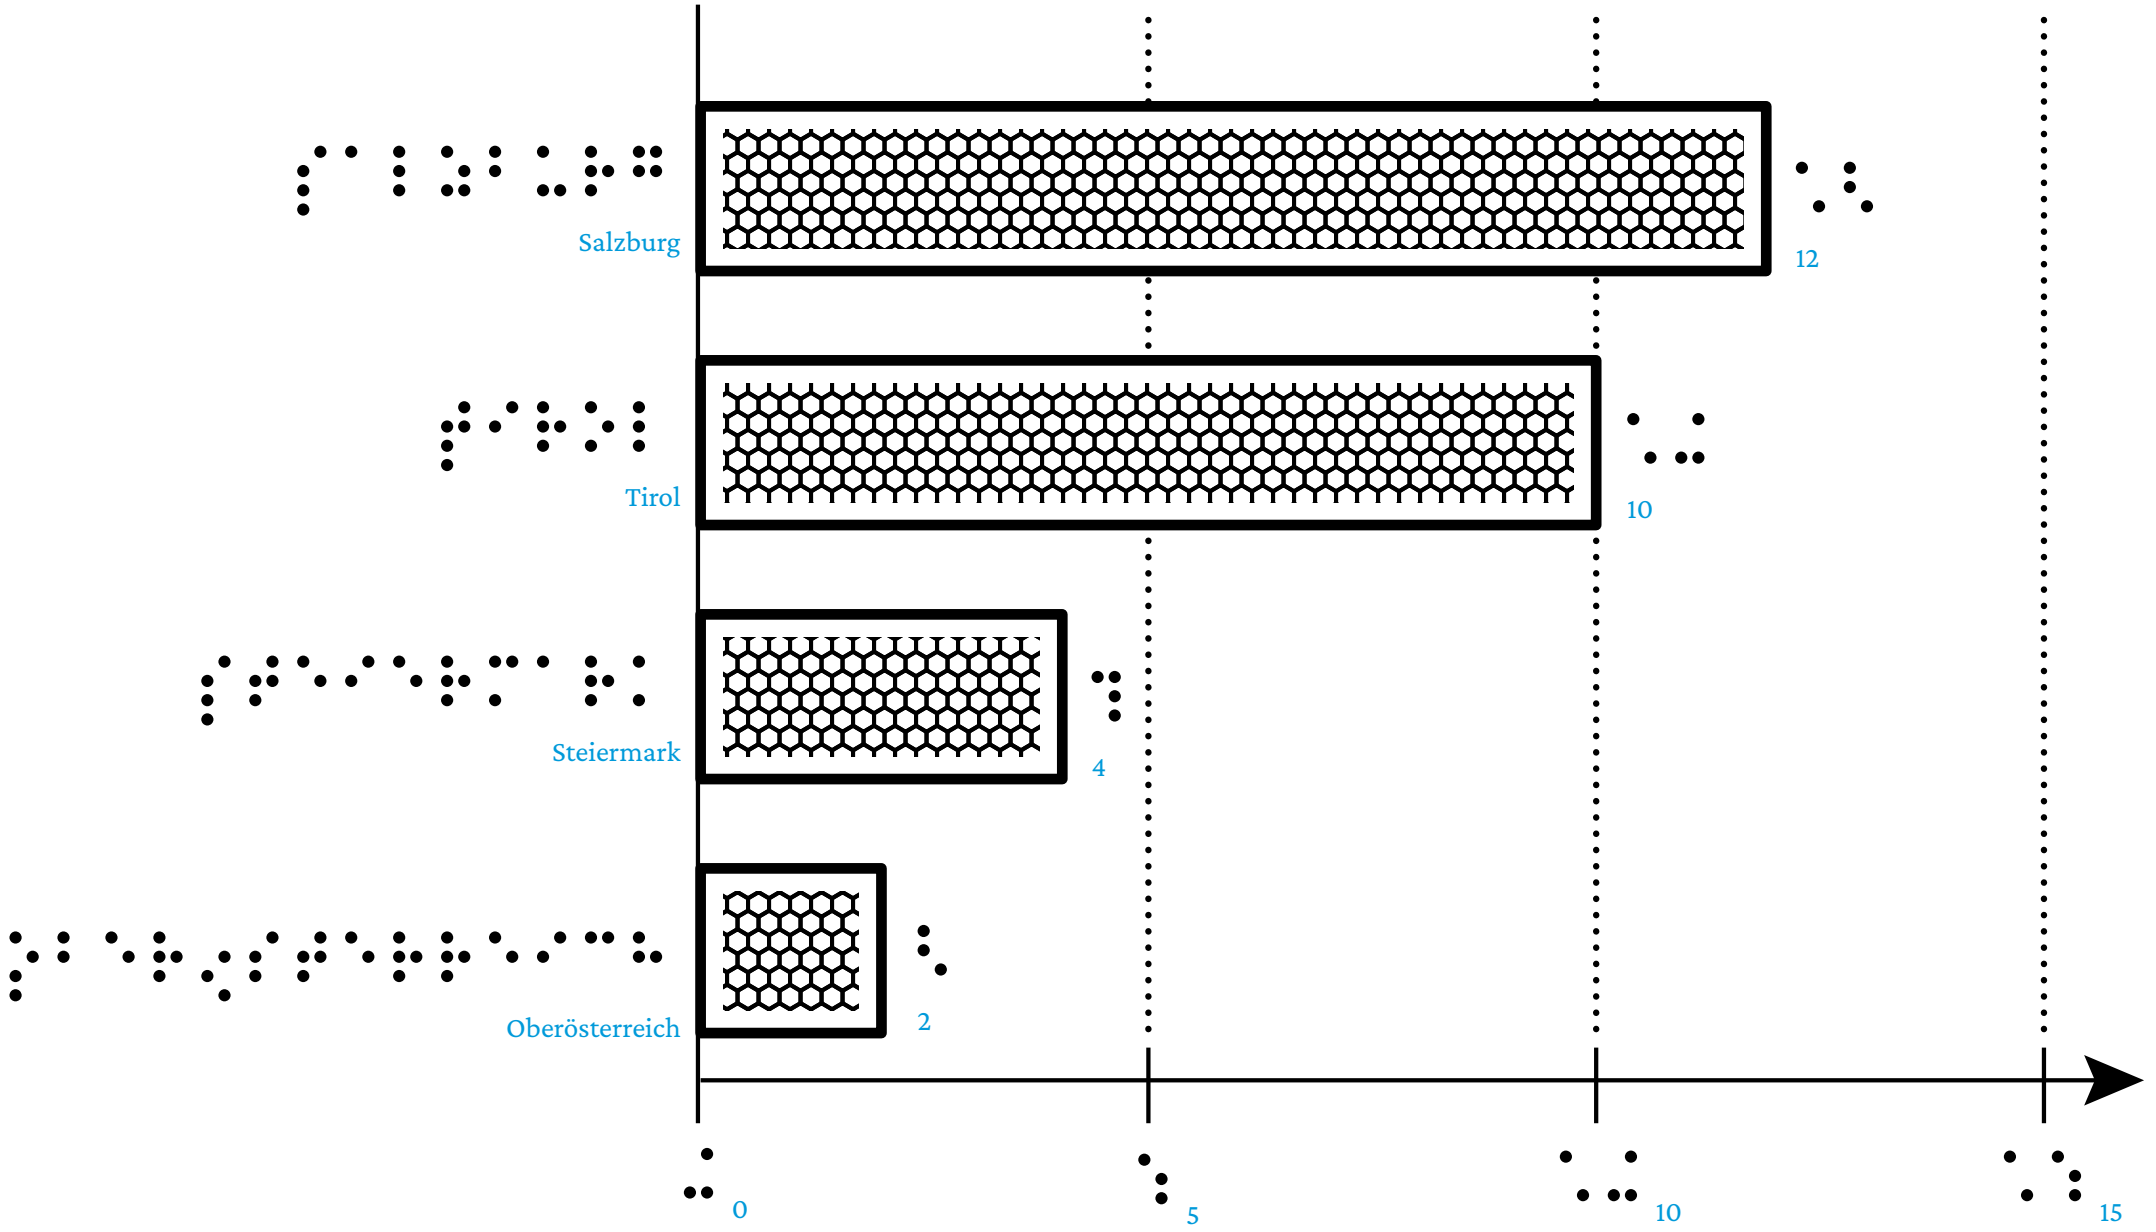 ⡎⠁⠇⠵⠃⠥⠗⠛
Salzburg
⠡⠣
12
⡞⠊⠗⠕⠇
Tirol
⠡⠬
10
⡎⠞⠑⠊⠑⠗⠍⠁⠗⠅
Steiermark
⠹
4
⡕⠃⠑⠗⢔⠎⠞⠑⠗⠗⠑⠊⠉⠓
Oberösterreich
⠣
2
⠬ ⠱ ⠡⠬ ⠡⠱
0 5 10 15